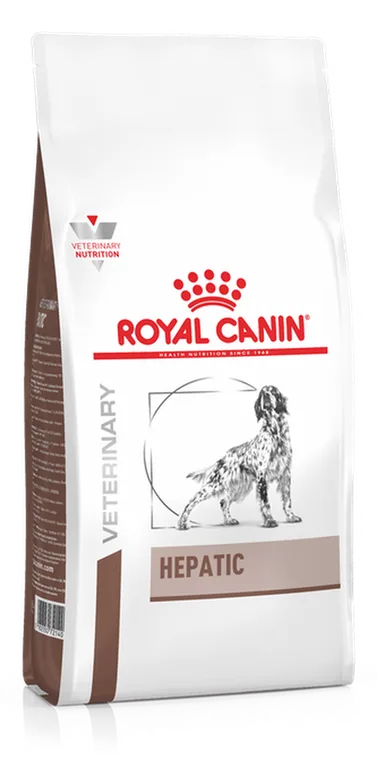 VETERINARY
NUTRITION
ROYAL CANIN®
HEALTH NUTRITION SINCE 1968
VETERINARY
HEPATIC